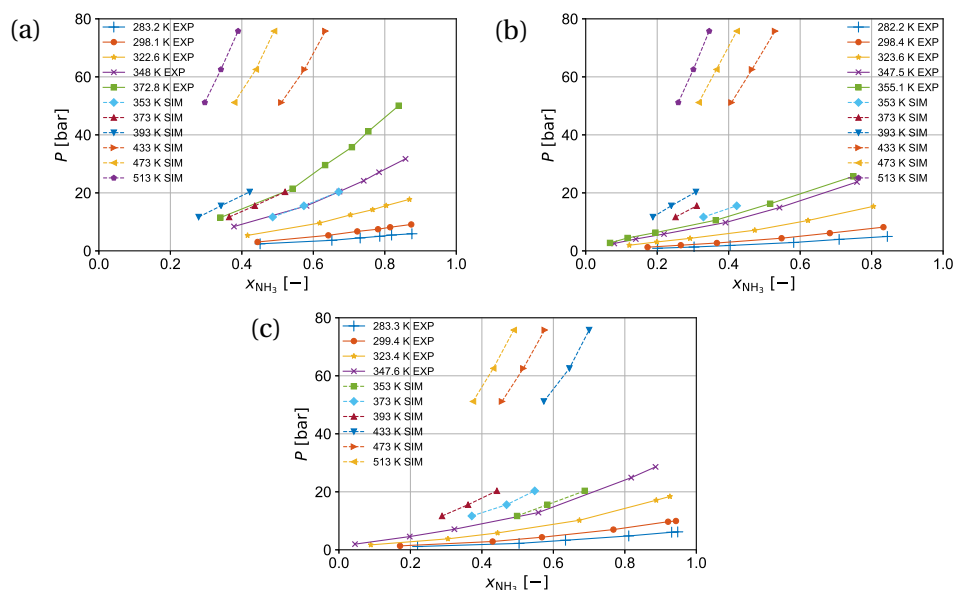 (a)
80
60
40
20
0
P [bar]
283.2 K EXP
298.1 K EXP
322.6 K EXP
348 K EXP
372.8 K EXP
353 K SIM
373 K SIM
393 K SIM
433 K SIM
473 K SIM
513 K SIM
0.0 0.2 0.4 0.6 0.8 1.0
xNH3 [−]
(b)
80
60
40
20
0
P [bar]
282.2 K EXP
298.4 K EXP
323.6 K EXP
347.5 K EXP
355.1 K EXP
353 K SIM
373 K SIM
393 K SIM
433 K SIM
473 K SIM
513 K SIM
0.0 0.2 0.4 0.6 0.8 1.0
xNH3 [−]
(c)
80
60
40
20
0
P [bar]
283.3 K EXP
299.4 K EXP
323.4 K EXP
347.6 K EXP
353 K SIM
373 K SIM
393 K SIM
433 K SIM
473 K SIM
513 K SIM
0.0 0.2 0.4 0.6 0.8 1.0
xNH3 [−]